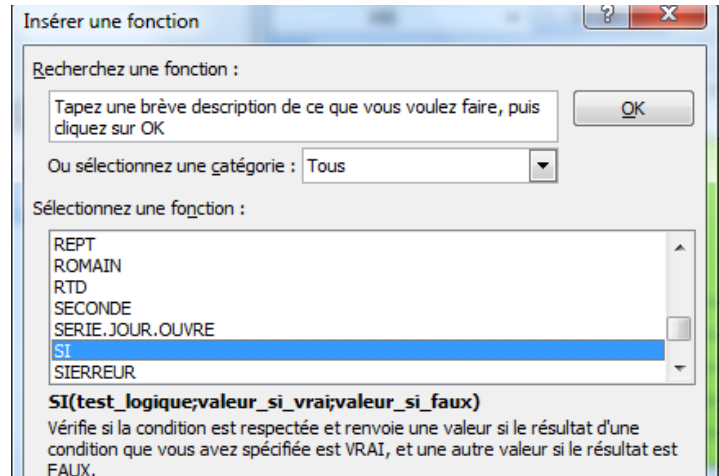 Insérer une fonction
Recherchez une fonction :
Tapez une brève description de ce que vous voulez faire, puis
cliquez sur OK
OK
Ou sélectionnez une catégorie : Tous
Sélectionnez une fonction :
REPT
ROMAIN
RTD
SECONDE
SERIE.JOUR.OUVRE
SI
SIERREUR
SI(test_logique;valeur_si_vrai;valeur_si_faux)
Vérifie si la condition est respectée et renvoie une valeur si le résultat d'une
condition que vous avez spécifiée est VRAI, et une autre valeur si le résultat est
FAUX.